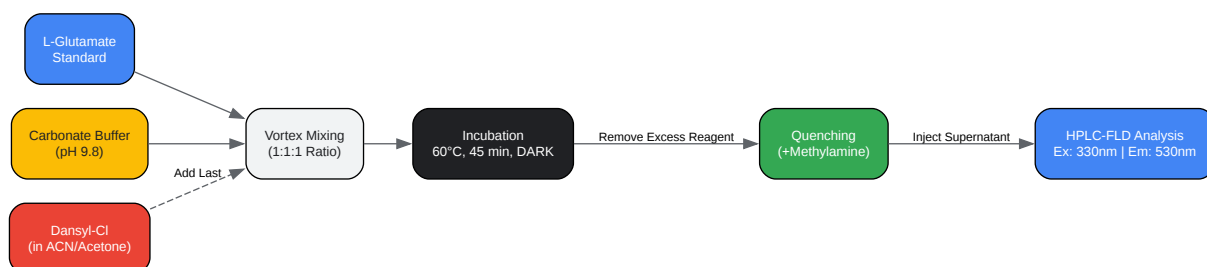 L-Glutamate
Standard
Carbonate Buffer
(pH 9.8)
Dansyl-Cl
(in ACN/Acetone)
Add Last
Vortex Mixing
(1:1:1 Ratio)
Incubation
60°C, 45 min, DARK
Remove Excess Reagent
Quenching
(+Methylamine)
Inject Supernatant
HPLC-FLD Analysis
Ex: 330nm | Em: 530nm